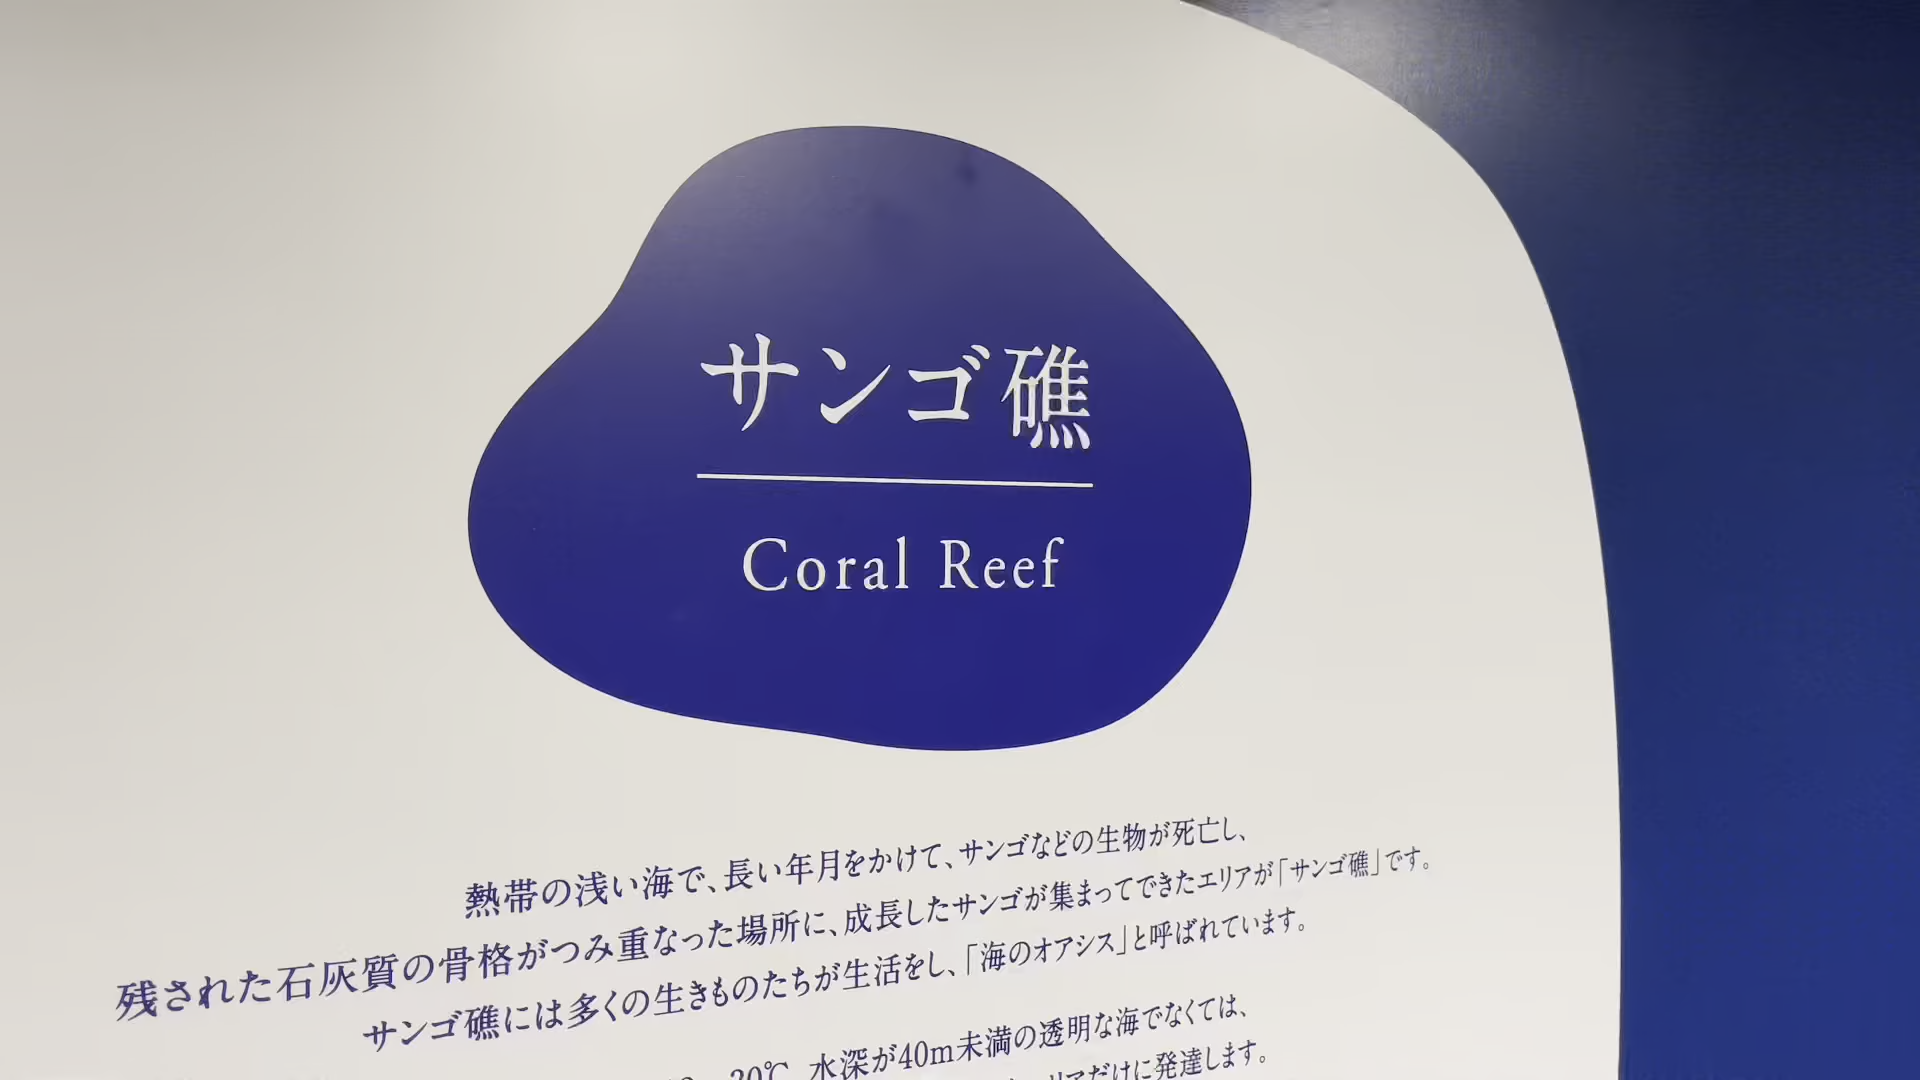 サンゴ礁
Coral Reef
熱帯の浅い海で、長い年月をかけて、サンゴなどの生物が死亡し、
残された石灰質の骨格がつみ重なった場所に、成長したサンゴが集まってできたエリアが「サンゴ礁」です。
サンゴ礁には多くの生きものたちが生活をし、「海のオアシス」と呼ばれています。
30℃、水深が40m未満の透明な海でなくては、
リアだけに発達します。